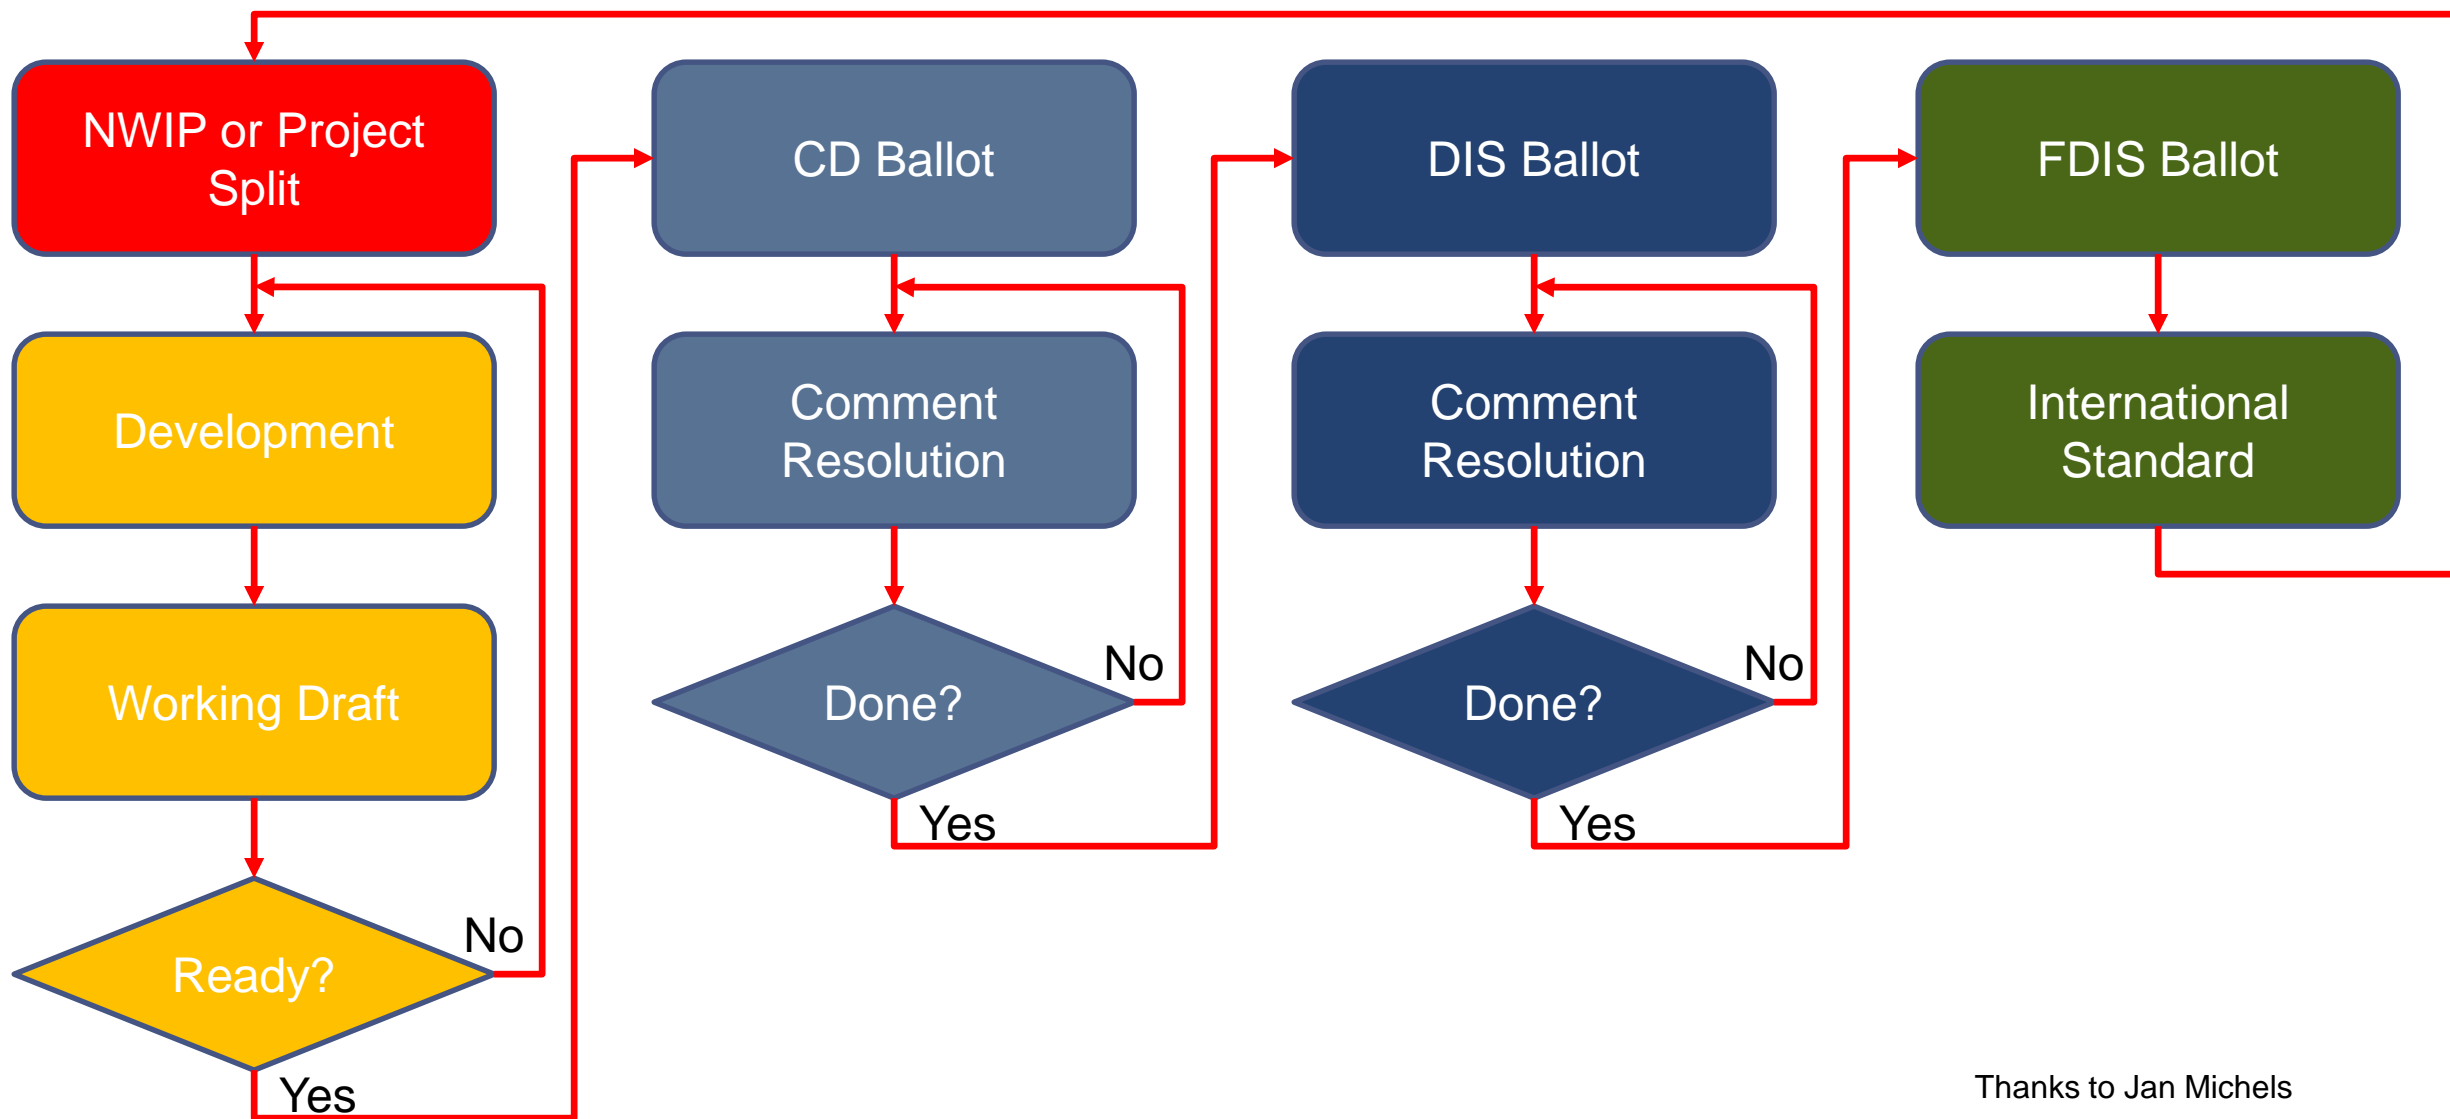 NWIP or Project
Split
Development
Working Draft
Ready?
No
Yes
CD Ballot
Comment
Resolution
Done?
No
Yes
DIS Ballot
Comment
Resolution
Done?
No
Yes
FDIS Ballot
International
Standard
Thanks to Jan Michels